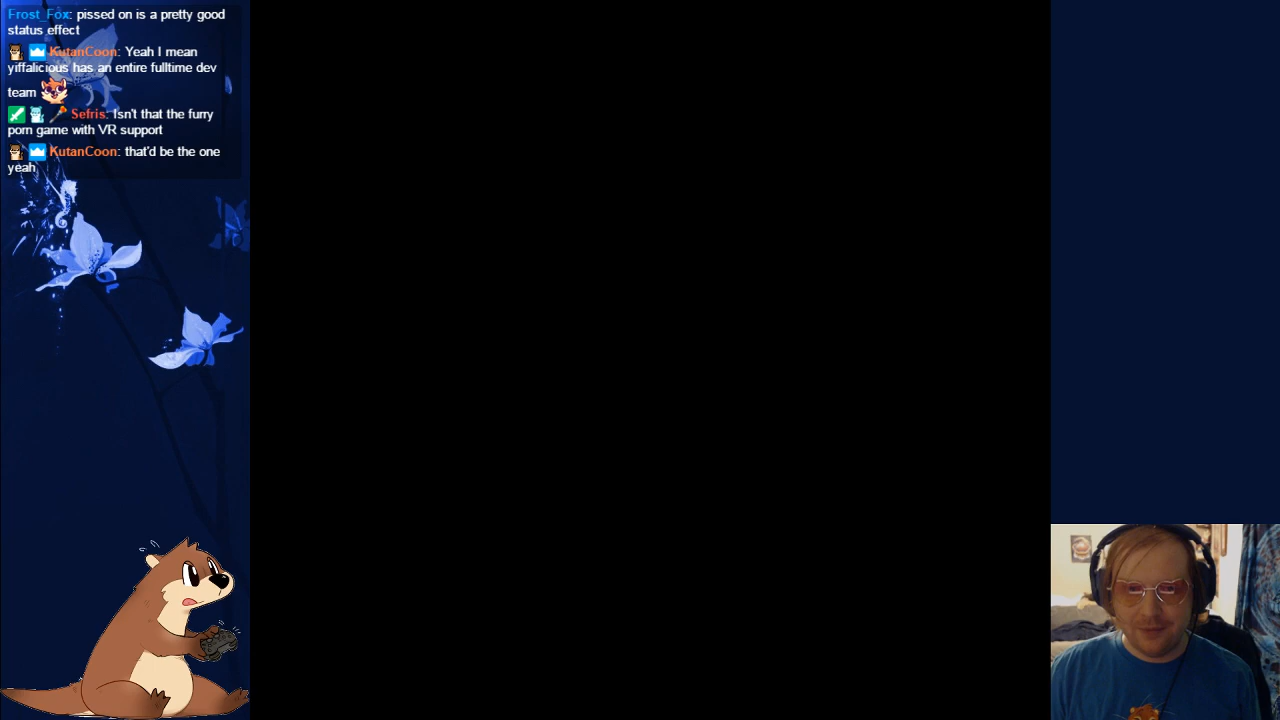 Frost_Fox: pissed on is a pretty good
status effect
KutanCoon: Yeah I mean
yiffalicious has an entire fulltime dev
team
Sefris: Isn't that the furry
porn game with VR support
KutanCoon: that'd be the one
yeah